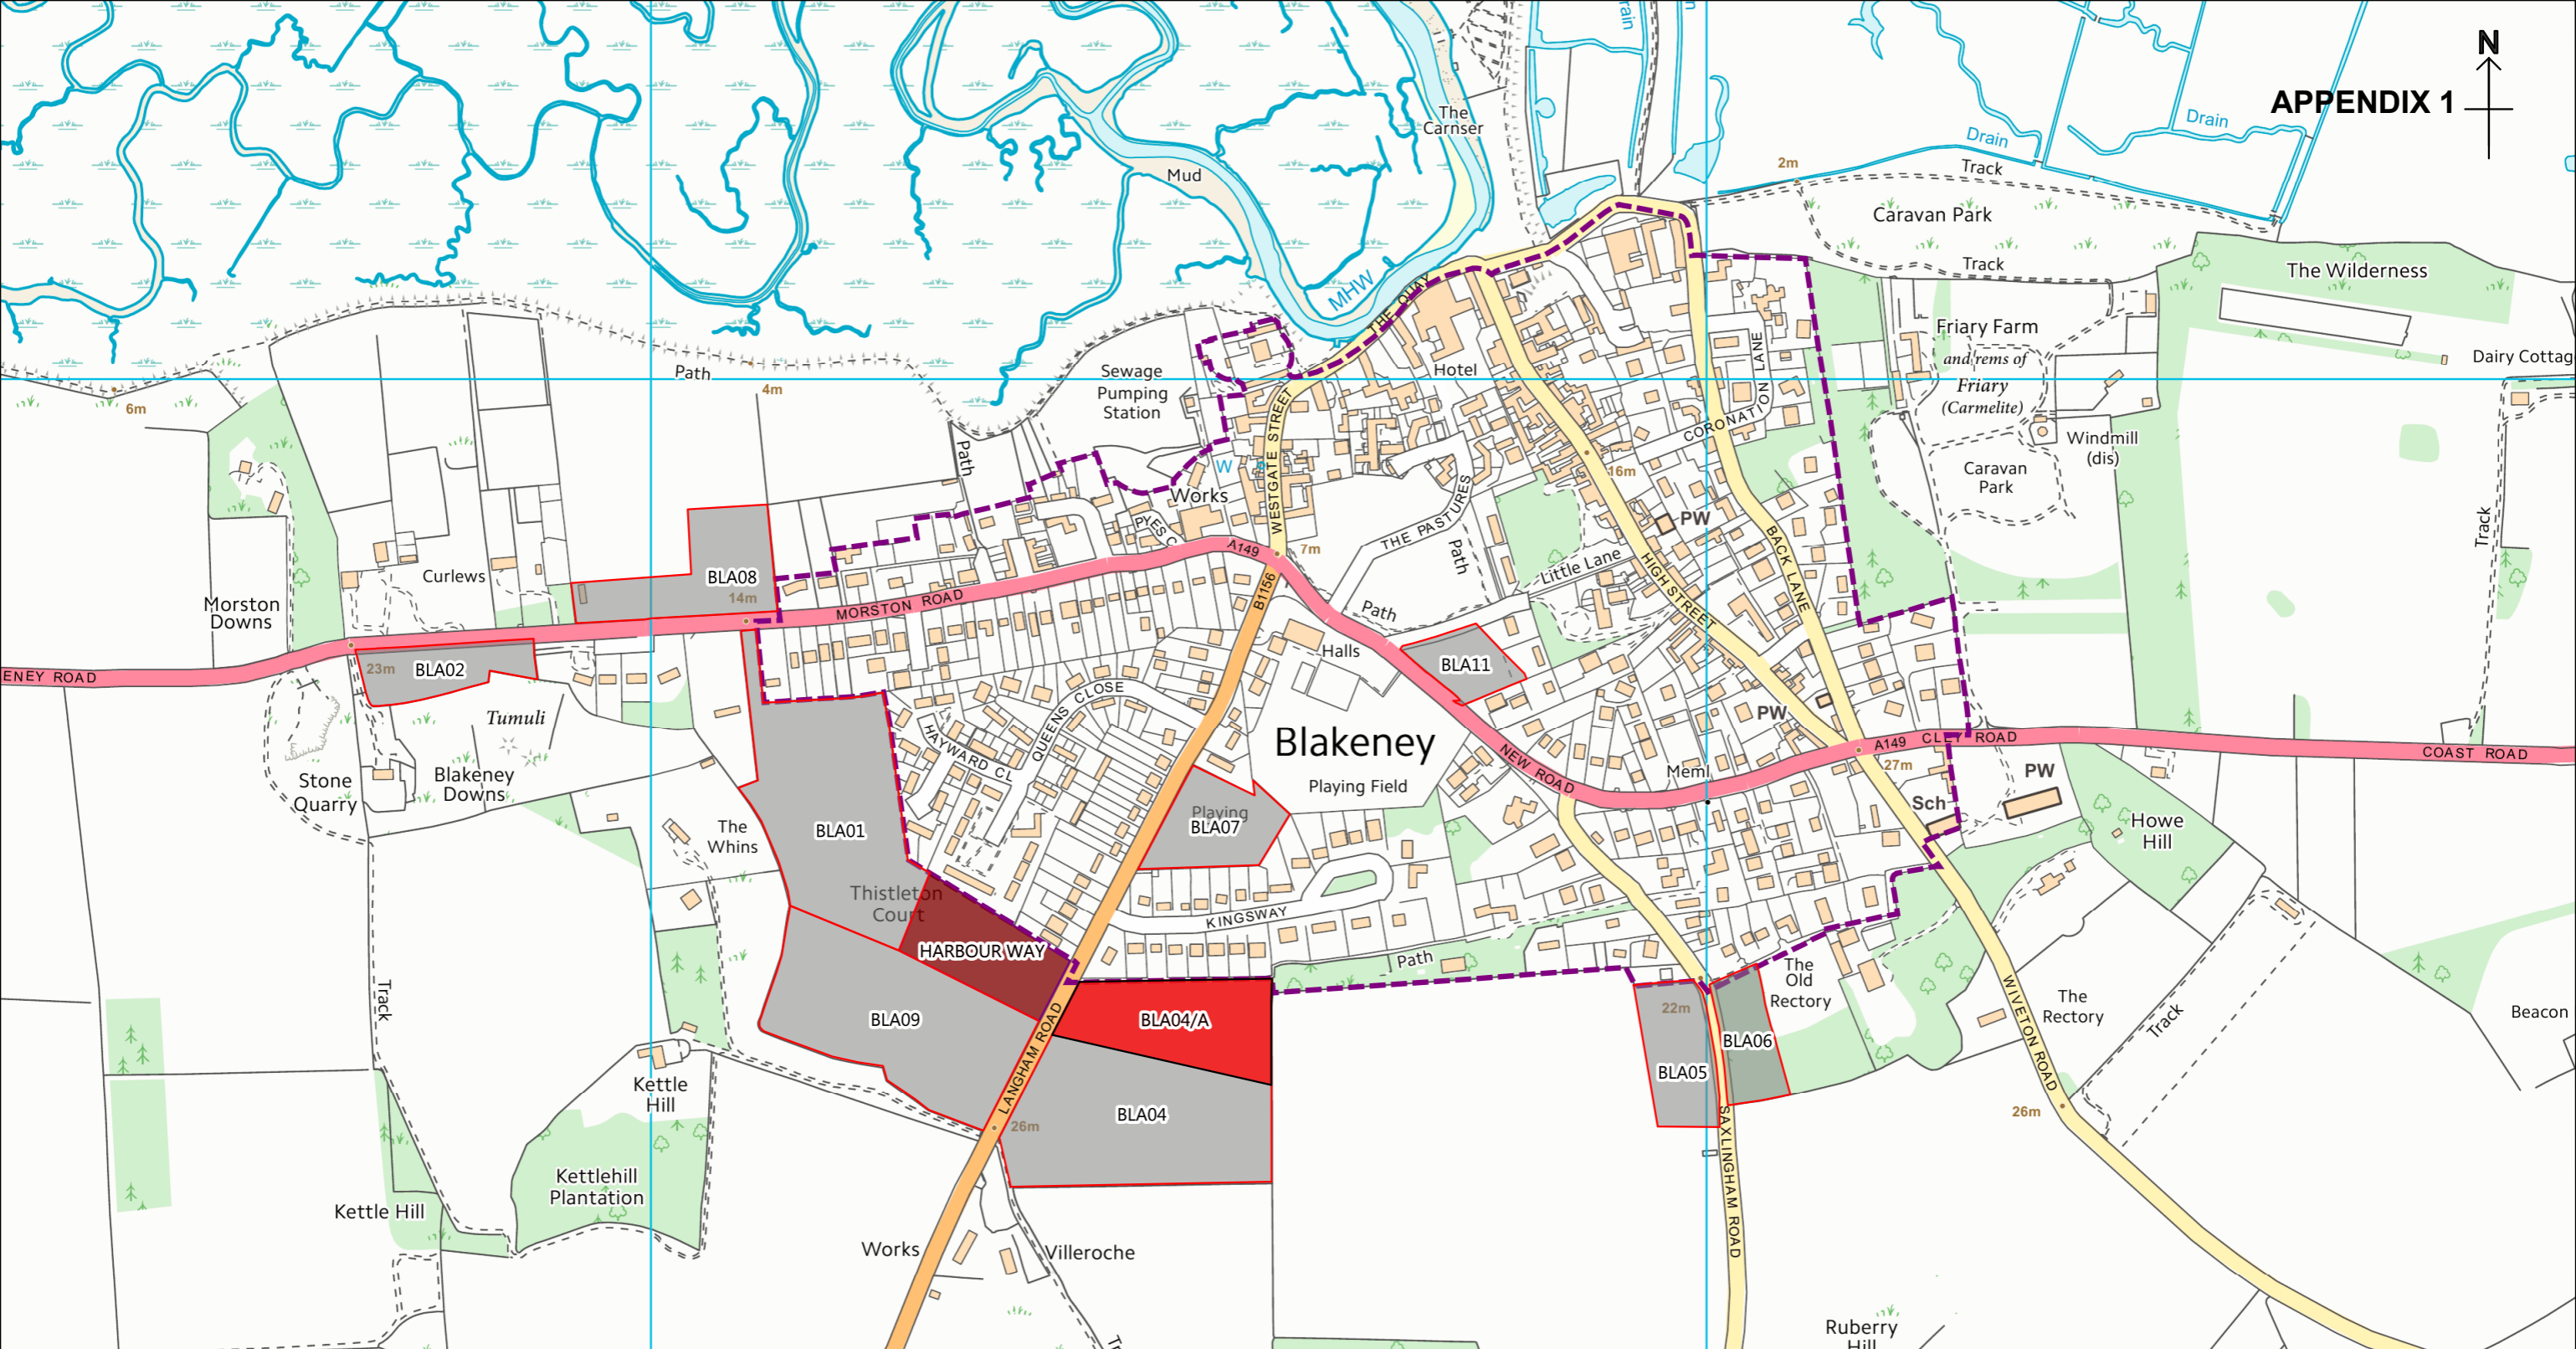 Drain
N
APPENDIX 1
The
Carnser
Drain
Drain
2m
Track
Mud
Caravan Park
MHW
Track
The Wilderness
THE QUAY
Friary Farm
and rems of
Friary
(Carmelite)
Dairy Cottag
Path
4m
6m
Sewage
Pumping
Station
Hotel
CORONATION LANE
Windmill
(dis)
Caravan
Park
WESTGATE STREET
W
16m
Path
Works
PYES C
THE PASTURES
Path
PW
BACK LANE
Track
A149
7m
Little Lane
HIGH STREET
Curlews
BLA08
14m
MORSTON ROAD
B1156
Path
Morston
Downs
Halls
BLA11
ENEY ROAD
23m
BLA02
QUEENS CLOSE
HAYWARD CL
Tumuli
Blakeney
Playing Field
NEW ROAD
PW
Meml
A149
CLEY ROAD
COAST ROAD
27m
PW
Sch
Stone
Quarry
Blakeney
Downs
The
Whins
BLA01
Playing
BLA07
Howe
Hill
Thistleton
Court
KINGSWAY
HARBOUR WAY
Path
The
Old
Rectory
WIVETON ROAD
The
Rectory
Track
Beacon
Track
BLA09
BLA04/A
22m
BLA06
BLA05
LANGHAM ROAD
Kettle
Hill
BLA04
26m
26m
SAXLINGHAM ROAD
Kettlehill
Plantation
Kettle Hill
Works
Villeroche
Ruberry
Hill